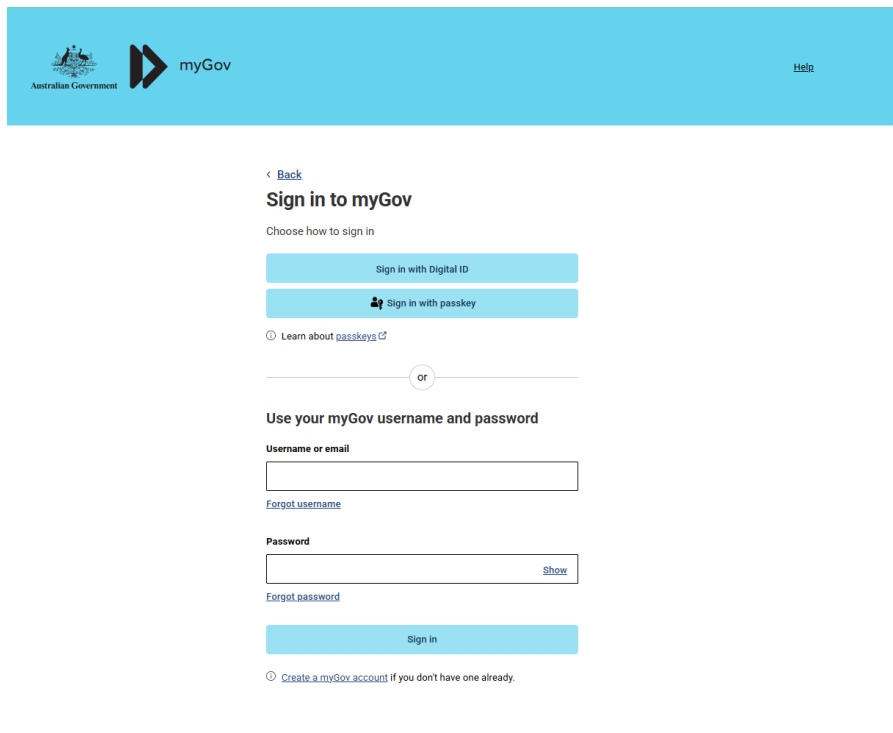 Australian Government
myGov
Help
Back
Sign in to myGov
Choose how to sign in
Sign in with Digital ID
Sign in with passkey
Learn about passkeys
or
Use your myGov username and password
Username or email
Forgot username
Password
Show
Forgot password
Sign in
Create a myGov account if you don't have one already.